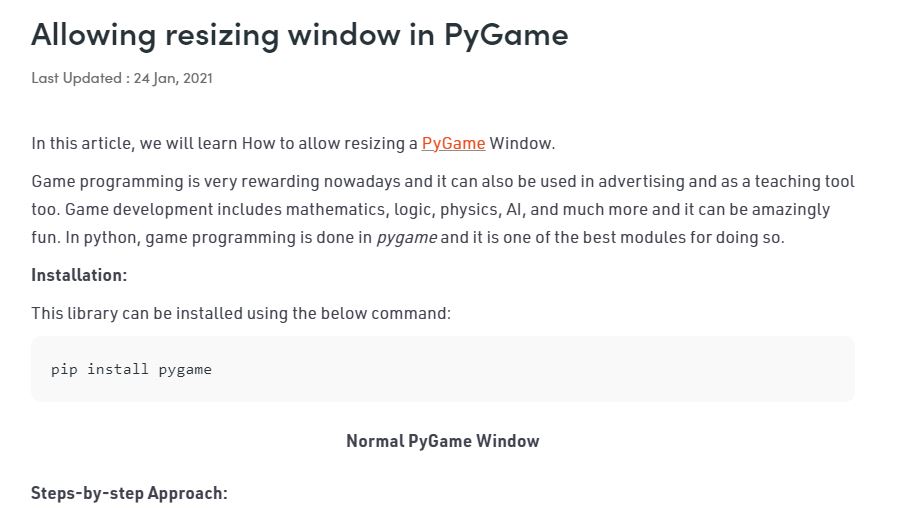 Allowing resizing window in PyGame
Last Updated : 24 Jan, 2021
In this article, we will learn How to allow resizing a PyGame Window.
Game programming is very rewarding nowadays and it can also be used in advertising and as a teaching tool
too. Game development includes mathematics, logic, physics, AI, and much more and it can be amazingly
fun. In python, game programming is done in pygame and it is one of the best modules for doing so.
Installation:
This library can be installed using the below command:
pip install pygame
Normal PyGame Window
Steps-by-step Approach: